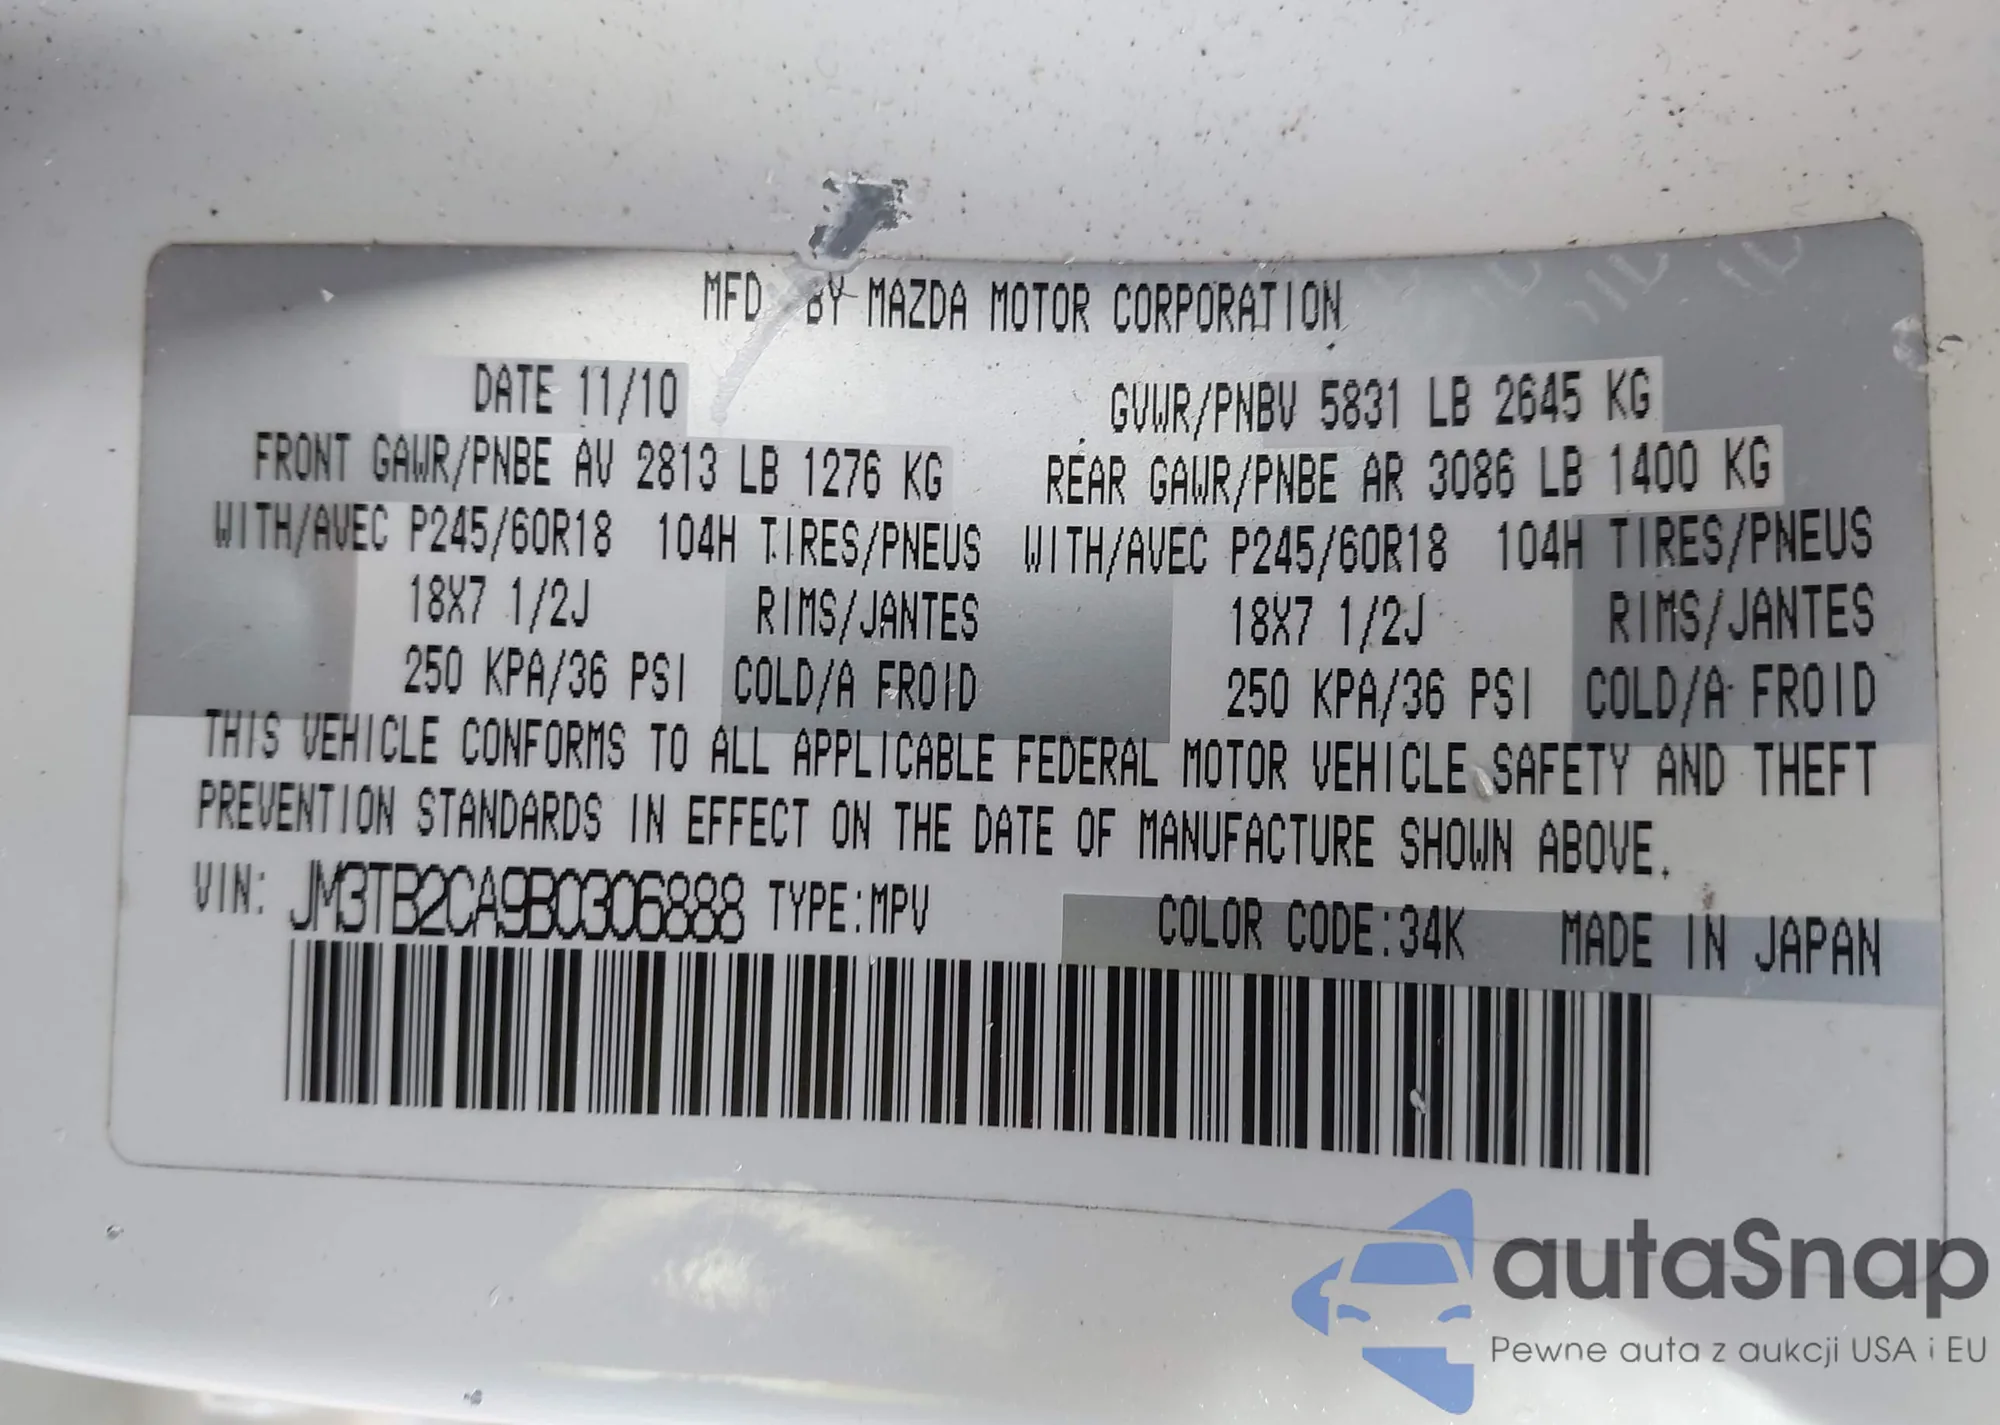 MFD BY MAZDA MOTOR CORPORATION
DATE 11/10 GVWR/PNBV 5831 LB 2645 KG
FRONT GAWR/PNBE AV 2813 LB 1276 KG REAR GAWR/PNBE AR 3086 LB 1400 KG
WITH/AVEC P245/60R18 104H TIRES/PNEUS WITH/AVEC P245/60R18 104H TIRES/PNEUS
18X7 1/2J RIMS/JANTES 18X7 1/2J RIMS/JANTES
250 KPA/36 PSI COLD/A FROID 250 KPA/36 PSI COLD/A FROID
THIS VEHICLE CONFORMS TO ALL APPLICABLE FEDERAL MOTOR VEHICLE SAFETY AND THEFT
PREVENTION STANDARDS IN EFFECT ON THE DATE OF MANUFACTURE SHOWN ABOVE.
VIN: JM3TB2CA9B0306888 TYPE:MPV COLOR CODE:34K MADE IN JAPAN
autaSnap
Pewne auta z aukcji USA i EU